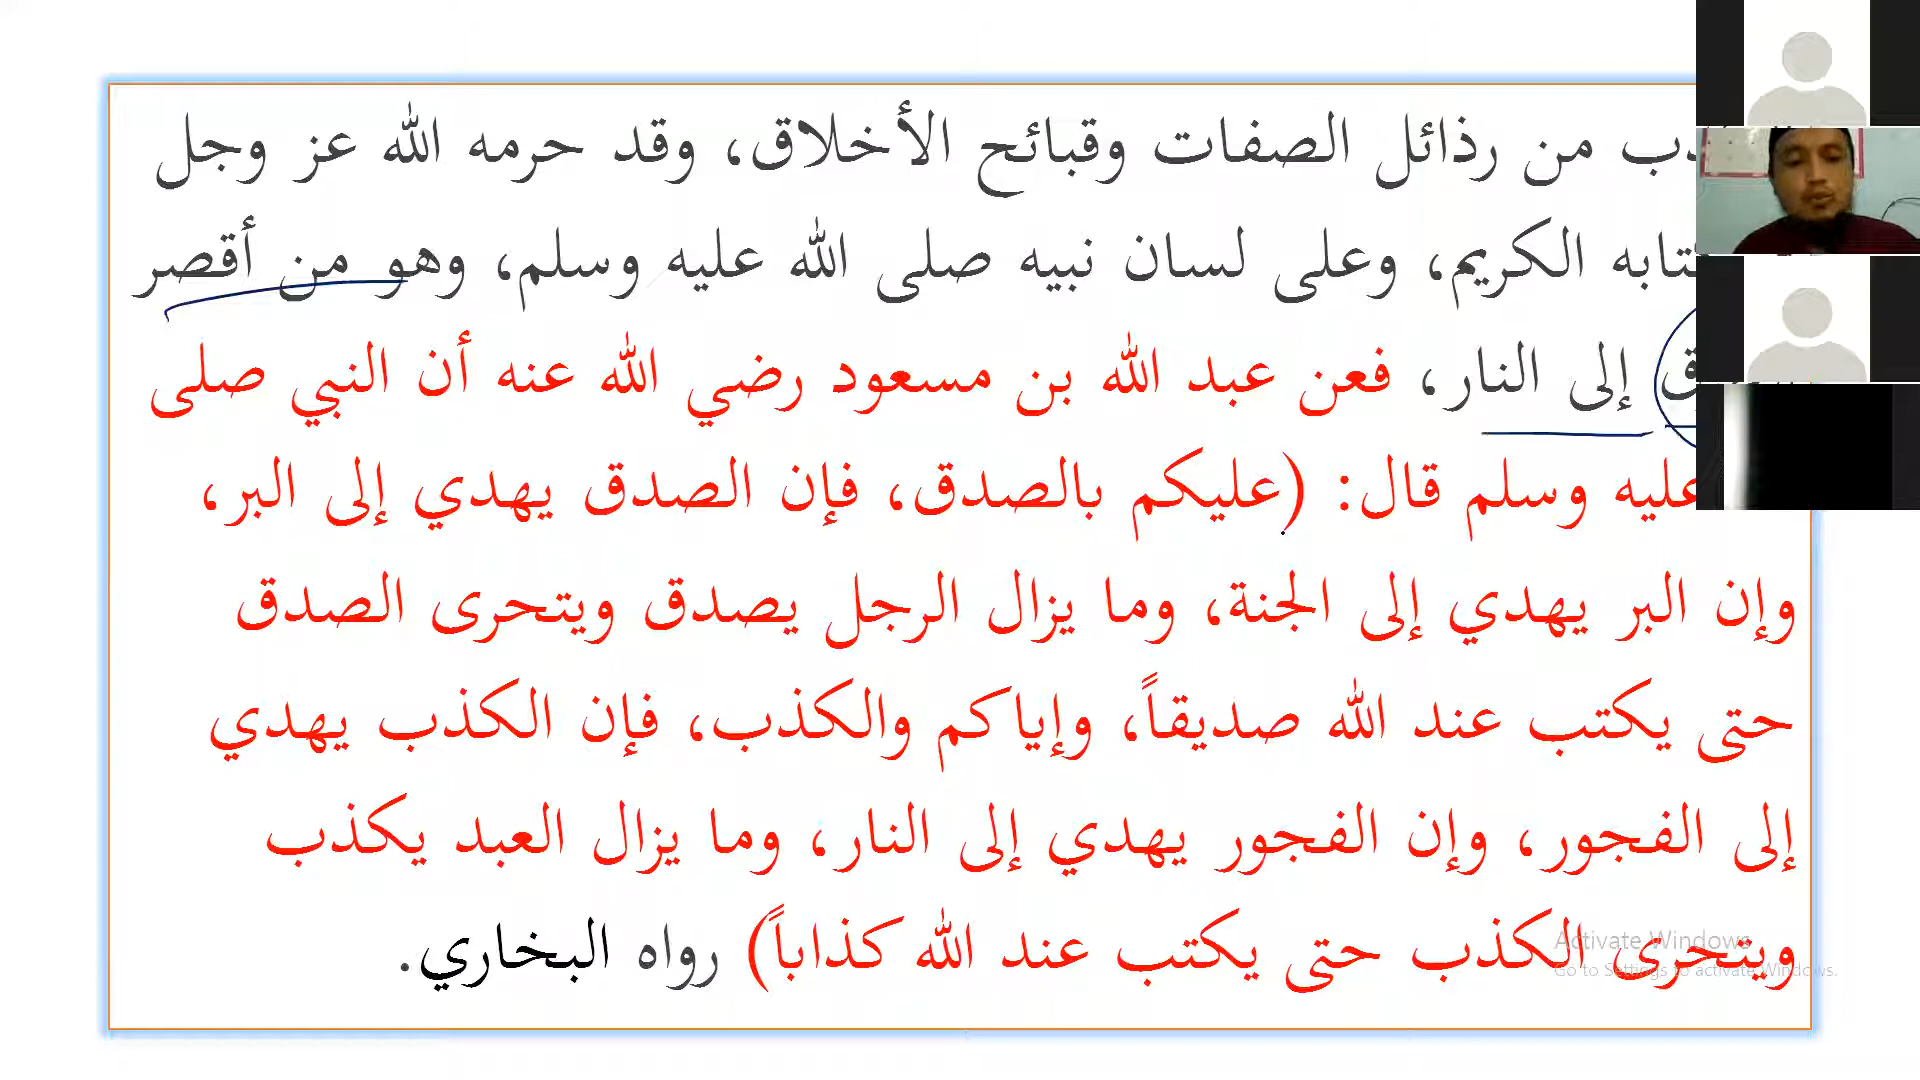 من رذائل الصفات وقبائح الأخلاق، وقد حرمه الله عز وجل
الكريم، وعلى لسان نبيه صلى الله عليه وسلم، وهو من أقصر
إلى النار، فعن عبد الله بن مسعود رضي الله عنه أن النبي صلى
عليه وسلم قال: (عليكم بالصدق، فإن الصدق يهدي إلى البر،
وإن البر يهدي إلى الجنة، وما يزال الرجل يصدق ويتحرى الصدق
حتى يكتب عند الله صديقاً، وإياكم والكذب، فإن الكذب يهدي
إلى الفجور، وإن الفجور يهدي إلى النار، وما يزال العبد يكذب
ويتحرى الكذب حتى يكتب عند الله كذاباً) رواه البخاري.
Activate Windows
Go to Settings to activate Windows.